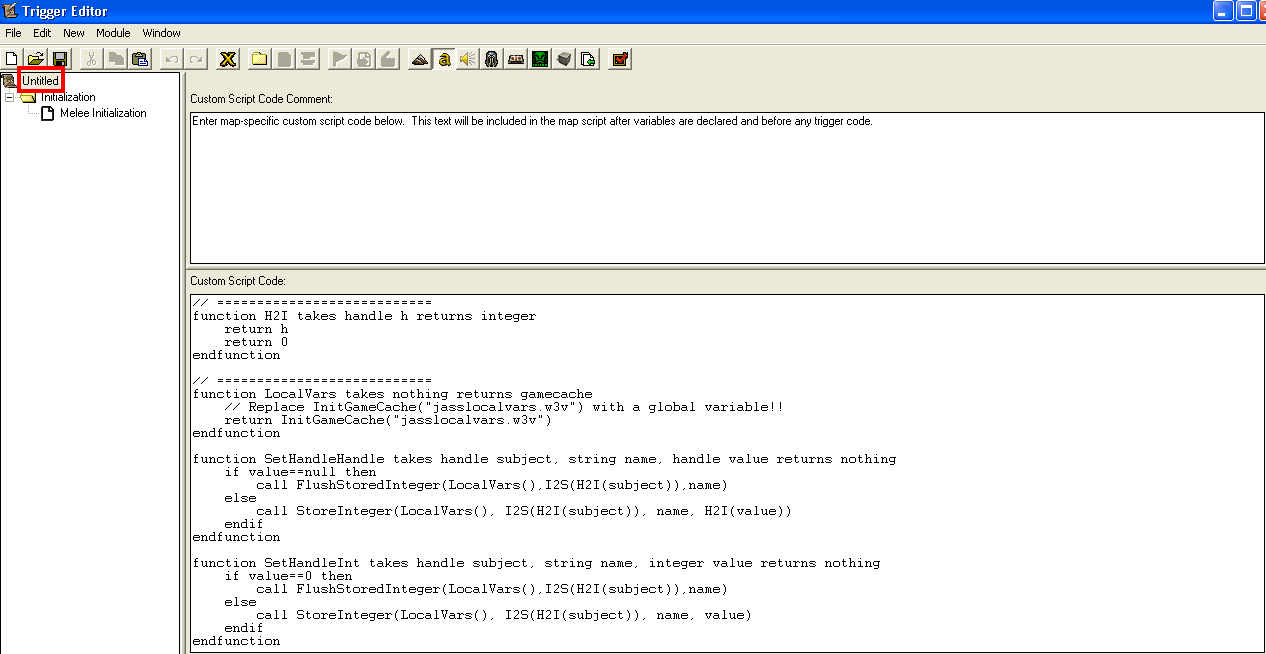 Trigger Editor
File Edit New Module Window
Untitled
Initialization
Melee Initialization
Custom Script Code Comment:
Enter map-specific custom script code below.  This text will be included in the map script after variables are declared and before any trigger code.
Custom Script Code:
// ===========================
function H2I takes handle h returns integer
    return h
    return 0
endfunction
// ===========================
function LocalVars takes nothing returns gamecache
    // Replace InitGameCache("jasslocalvars.w3v") with a global variable!!
    return InitGameCache("jasslocalvars.w3v")
endfunction
function SetHandleHandle takes handle subject, string name, handle value returns nothing
    if value==null then
        call FlushStoredInteger(LocalVars(),I2S(H2I(subject)),name)
    else
        call StoreInteger(LocalVars(), I2S(H2I(subject)), name, H2I(value))
    endif
endfunction
function SetHandleInt takes handle subject, string name, integer value returns nothing
    if value==0 then
        call FlushStoredInteger(LocalVars(),I2S(H2I(subject)),name)
    else
        call StoreInteger(LocalVars(), I2S(H2I(subject)), name, value)
    endif
endfunction